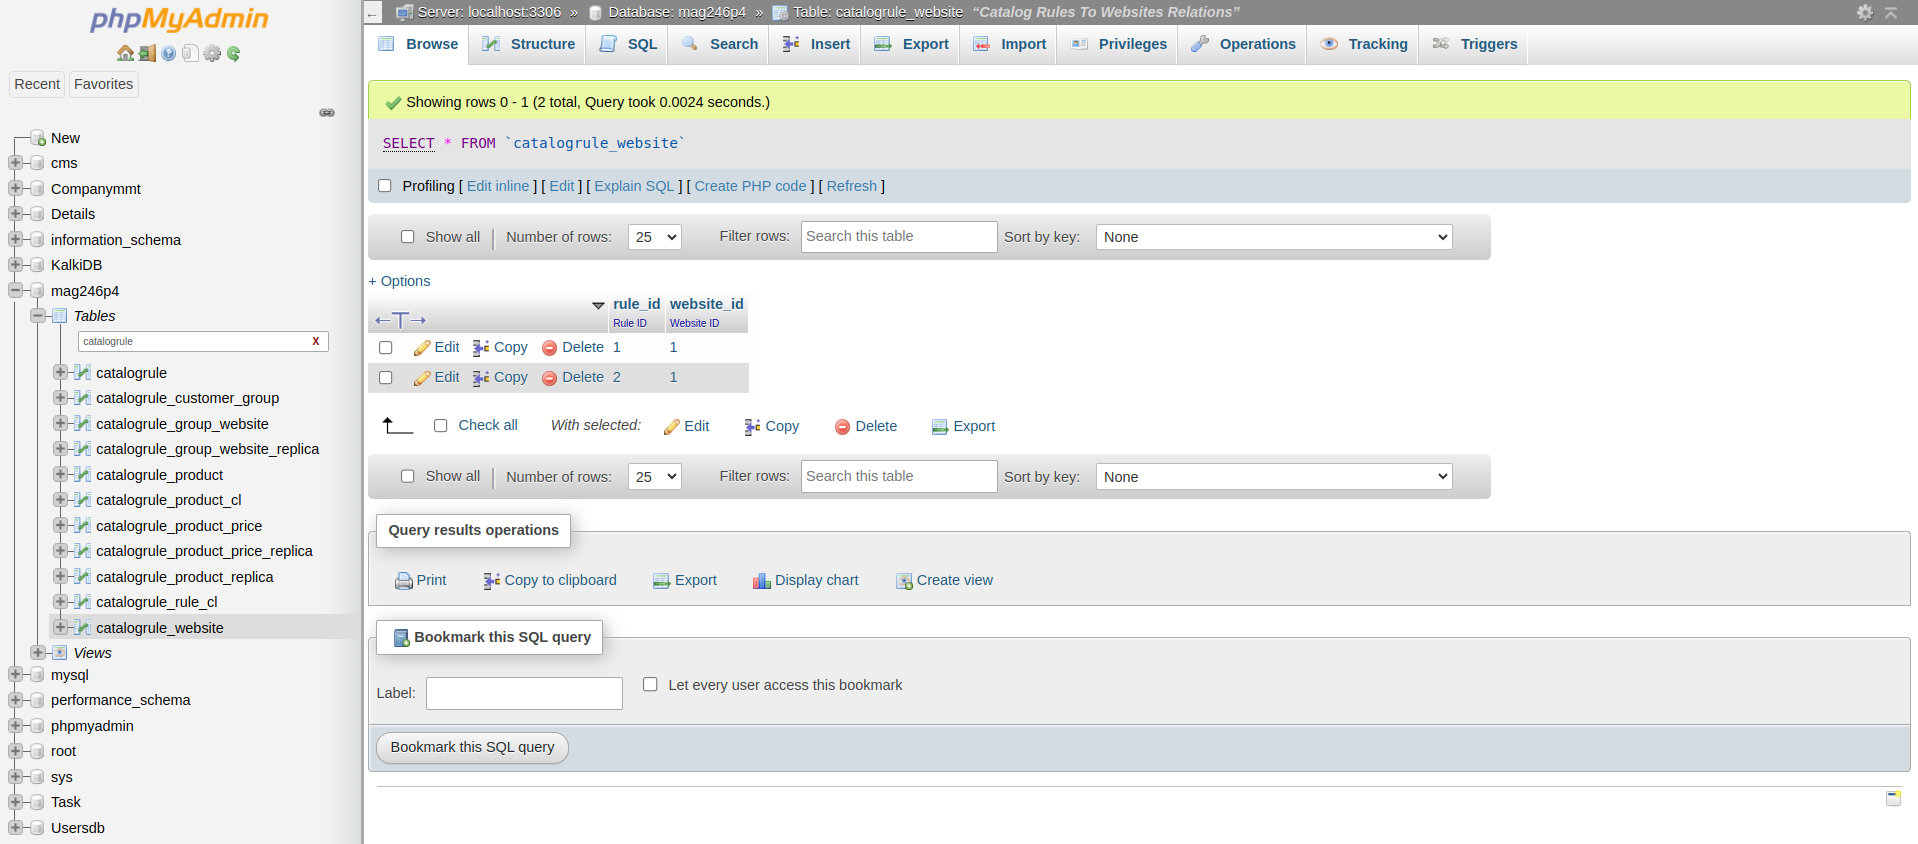 phpMyAdmin
Recent Favorites
New
cms
Companymmt
Details
information_schema
KalkiDB
mag246p4
Tables
catalogrule X
catalogrule
catalogrule_customer_group
catalogrule_group_website
catalogrule_group_website_replica
catalogrule_product
catalogrule_product_cl
catalogrule_product_price
catalogrule_product_price_replica
catalogrule_product_replica
catalogrule_rule_cl
catalogrule_website
Views
mysql
performance_schema
phpmyadmin
root
sys
Task
Usersdb
← Server: localhost:3306 » Database: mag246p4 » Table: catalogrule_website “Catalog Rules To Websites Relations”
Browse Structure SQL Search Insert Export Import Privileges Operations Tracking Triggers
Showing rows 0 - 1 (2 total, Query took 0.0024 seconds.)
SELECT * FROM `catalogrule_website`
Profiling [ Edit inline ] [ Edit ] [ Explain SQL ] [ Create PHP code ] [ Refresh ]
Show all | Number of rows: 25 Filter rows: Search this table Sort by key: None
+ Options
←T→ rule_id website_id
Rule ID Website ID
Edit Copy Delete 1 1
Edit Copy Delete 2 1
Check all With selected: Edit Copy Delete Export
Show all | Number of rows: 25 Filter rows: Search this table Sort by key: None
Query results operations
Print Copy to clipboard Export Display chart Create view
Bookmark this SQL query
Label: Let every user access this bookmark
Bookmark this SQL query